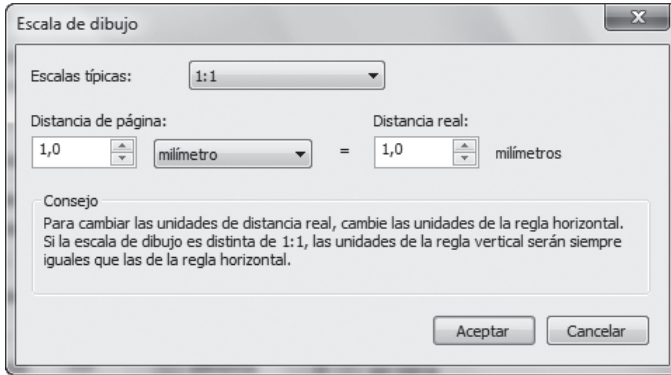 Escala de dibujo
Escalas típicas: 1:1
Distancia de página: Distancia real:
1,0 milímetro = 1,0 milímetros
Consejo
Para cambiar las unidades de distancia real, cambie las unidades de la regla horizontal.
Si la escala de dibujo es distinta de 1:1, las unidades de la regla vertical serán siempre
iguales que las de la regla horizontal.
Aceptar Cancelar